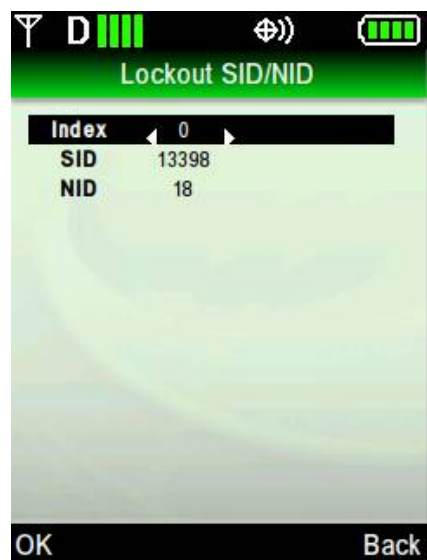 D
Lockout SID/NID
Index 0
SID 13398
NID 18
OK Back